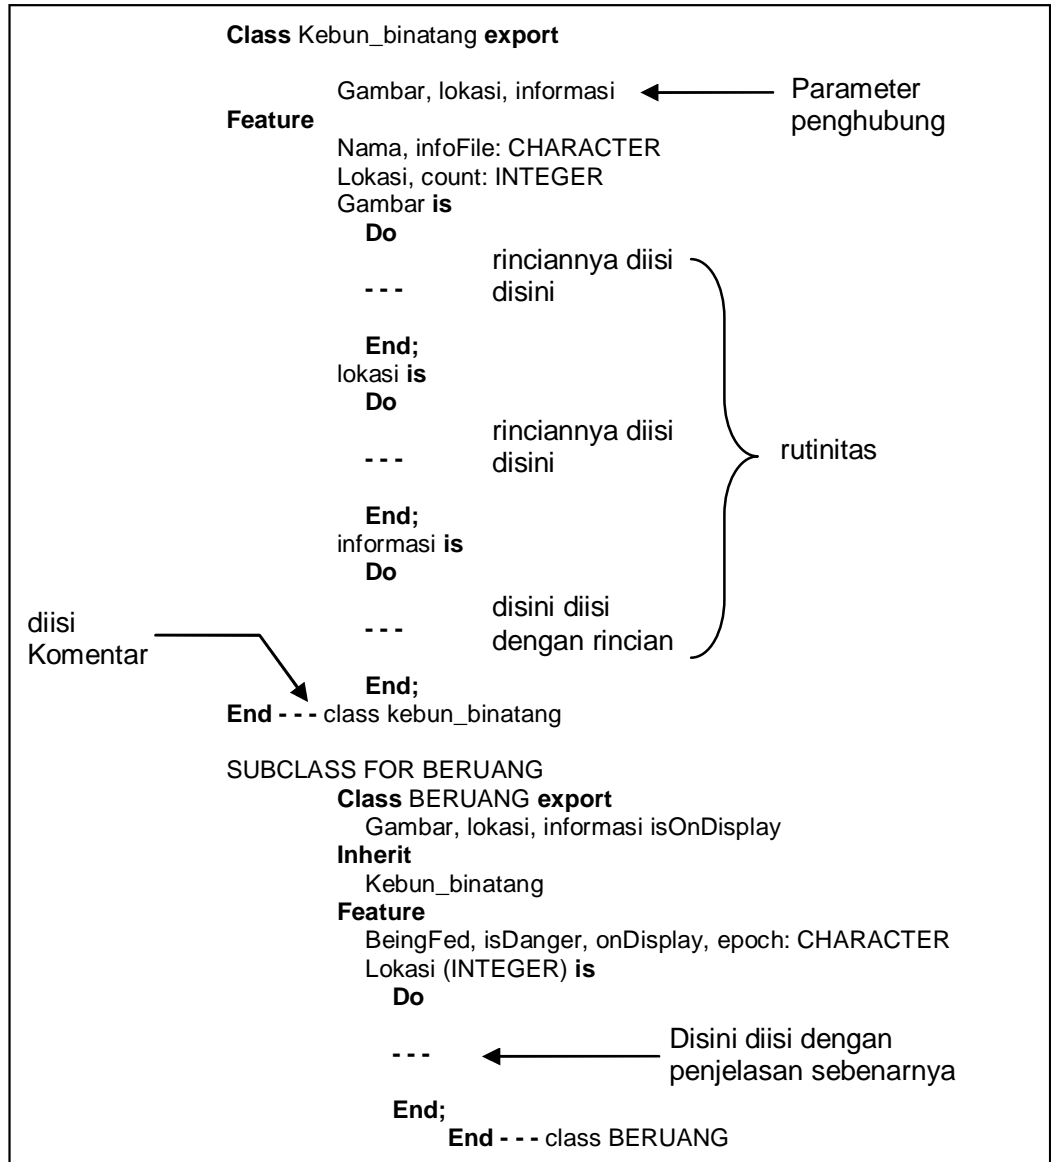 Class Kebun_binatang export
Gambar, lokasi, informasi
Parameter
penghubung
Feature
Nama, infoFile: CHARACTER
Lokasi, count: INTEGER
Gambar is
Do
rinciannya diisi
- - - disini
End;
lokasi is
Do
rinciannya diisi
- - - disini
rutinitas
End;
informasi is
Do
disini diisi
- - - dengan rincian
diisi
Komentar
End;
End - - - class kebun_binatang
SUBCLASS FOR BERUANG
Class BERUANG export
Gambar, lokasi, informasi isOnDisplay
Inherit
Kebun_binatang
Feature
BeingFed, isDanger, onDisplay, epoch: CHARACTER
Lokasi (INTEGER) is
Do
- - -
Disini diisi dengan
penjelasan sebenarnya
End;
End - - - class BERUANG